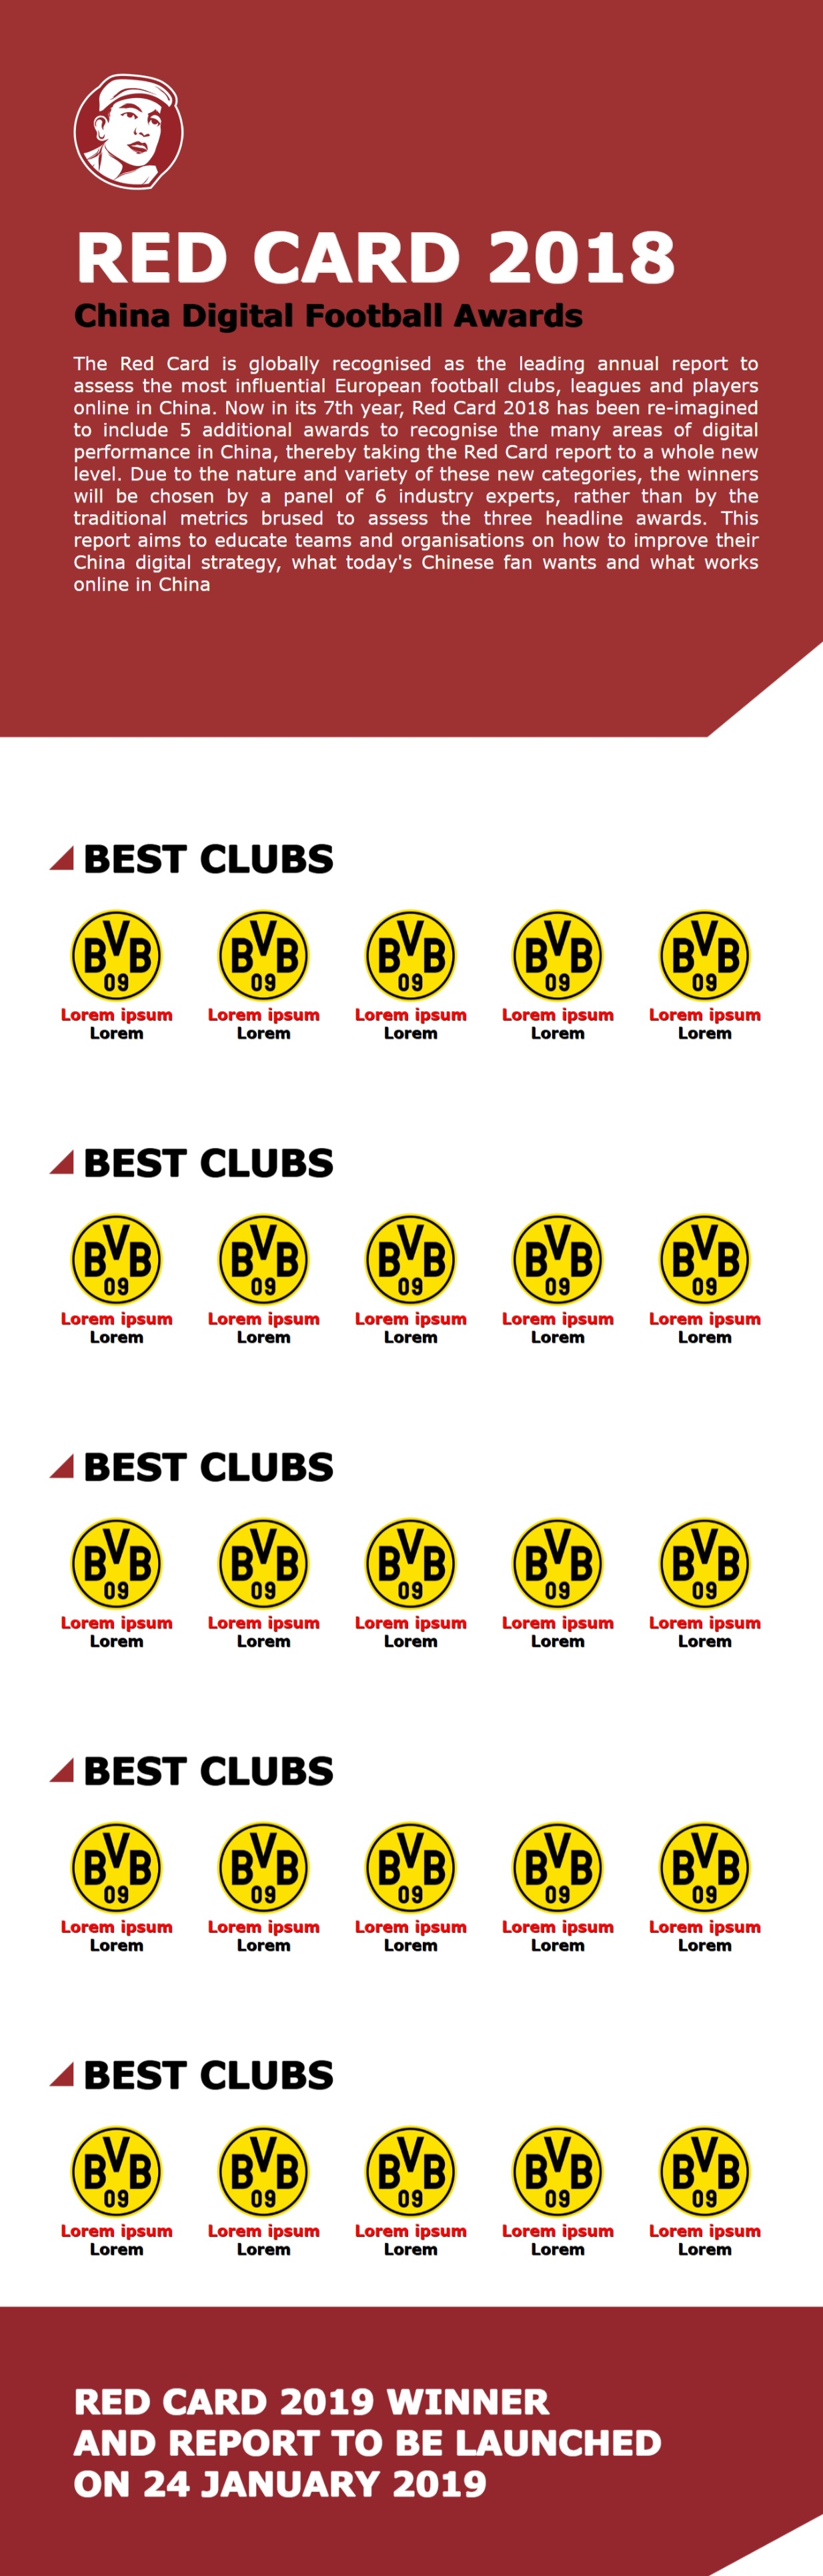 RED CARD 2018
China Digital Football Awards
The Red Card is globally recognised as the leading annual report to
assess the most influential European football clubs, leagues and players
online in China. Now in its 7th year, Red Card 2018 has been re-imagined
to include 5 additional awards to recognise the many areas of digital
performance in China, thereby taking the Red Card report to a whole new
level. Due to the nature and variety of these new categories, the winners
will be chosen by a panel of 6 industry experts, rather than by the
traditional metrics brused to assess the three headline awards. This
report aims to educate teams and organisations on how to improve their
China digital strategy, what today's Chinese fan wants and what works
online in China
BEST CLUBS
BVB BVB BVB BVB BVB
09 09 09 09 09
Lorem ipsum Lorem ipsum Lorem ipsum Lorem ipsum Lorem ipsum
Lorem Lorem Lorem Lorem Lorem
BEST CLUBS
BVB BVB BVB BVB BVB
09 09 09 09 09
Lorem ipsum Lorem ipsum Lorem ipsum Lorem ipsum Lorem ipsum
Lorem Lorem Lorem Lorem Lorem
BEST CLUBS
BVB BVB BVB BVB BVB
09 09 09 09 09
Lorem ipsum Lorem ipsum Lorem ipsum Lorem ipsum Lorem ipsum
Lorem Lorem Lorem Lorem Lorem
BEST CLUBS
BVB BVB BVB BVB BVB
09 09 09 09 09
Lorem ipsum Lorem ipsum Lorem ipsum Lorem ipsum Lorem ipsum
Lorem Lorem Lorem Lorem Lorem
BEST CLUBS
BVB BVB BVB BVB BVB
09 09 09 09 09
Lorem ipsum Lorem ipsum Lorem ipsum Lorem ipsum Lorem ipsum
Lorem Lorem Lorem Lorem Lorem
RED CARD 2019 WINNER
AND REPORT TO BE LAUNCHED
ON 24 JANUARY 2019